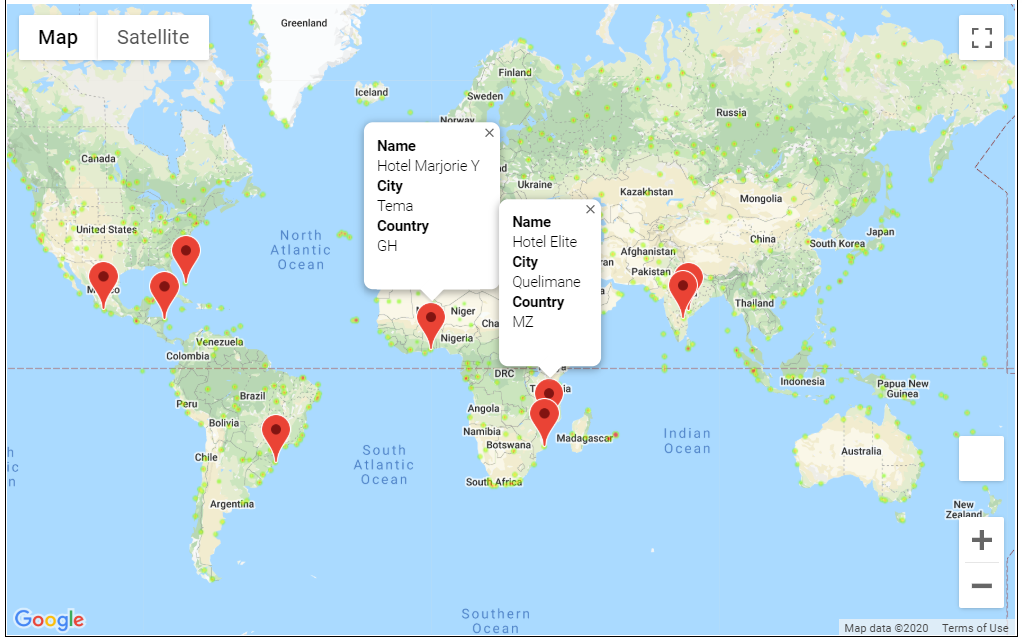 Map
Satellite
Greenland
Iceland
Finland
Sweden
Norway
Russia
Canada
Ukraine
Kazakhstan
Mongolia
United States
North
Atlantic
Ocean
Name
Hotel Marjorie Y
City
Tema
Country
GH
Name
Hotel Elite
City
Quelimane
Country
MZ
Afghanistan
Pakistan
China
Japan
South Korea
Thailand
Niger
Nigeria
Venezuela
Colombia
DRC
Indonesia
Papua New
Guinea
Brazil
Peru
Bolivia
Angola
Namibia
Botswana
Madagascar
Indian
Ocean
South
Atlantic
Ocean
Chile
Australia
South Africa
Argentina
New
Zealand
Southern
Ocean
+
−
Google
Map data ©2020
Terms of Use